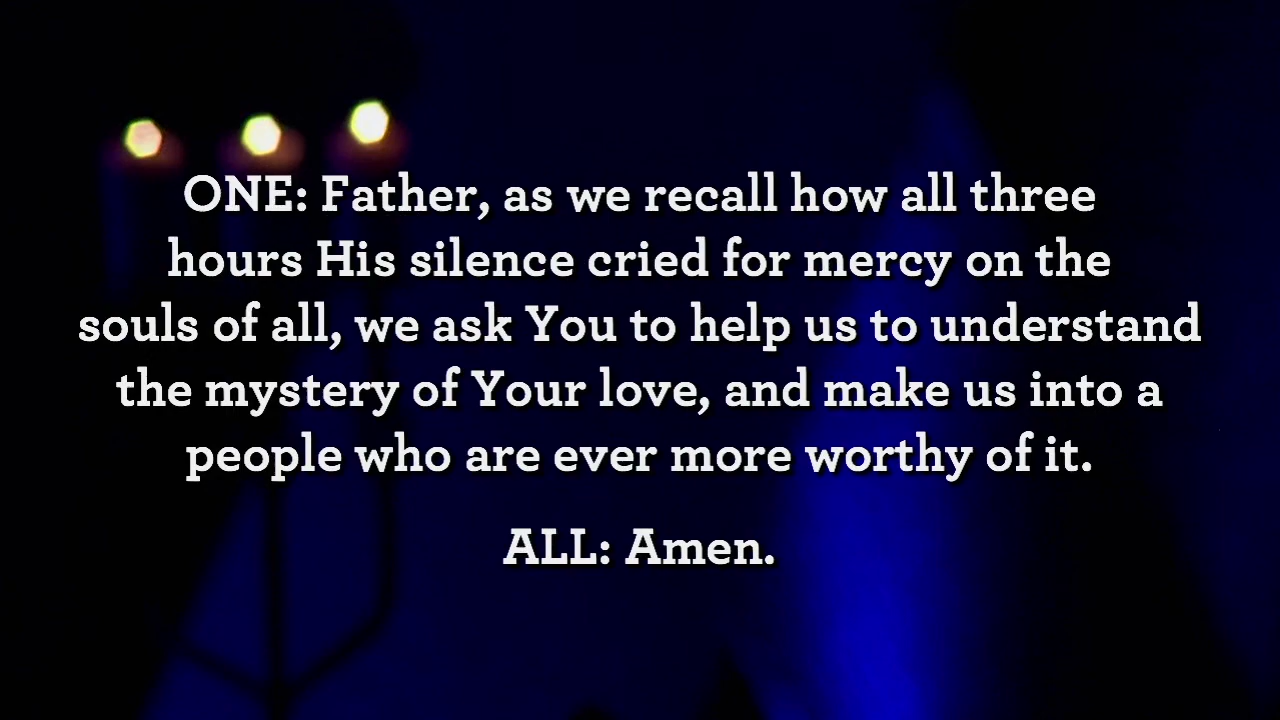 ONE: Father, as we recall how all three
hours His silence cried for mercy on the
souls of all, we ask You to help us to understand
the mystery of Your love, and make us into a
people who are ever more worthy of it.
ALL: Amen.